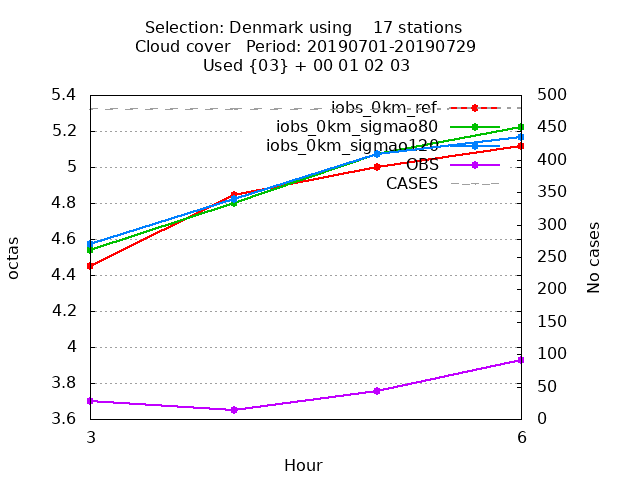 Selection: Denmark using    17 stations
Cloud cover   Period: 20190701-20190729
Used {03} + 00 01 02 03
5.4
5.2
5
4.8
4.6
4.4
4.2
4
3.8
3.6
octas
iobs_0km_ref
iobs_0km_sigmao80
iobs_0km_sigmao120
OBS
CASES
500
450
400
350
300
250
200
150
100
50
0
No cases
3
6
Hour